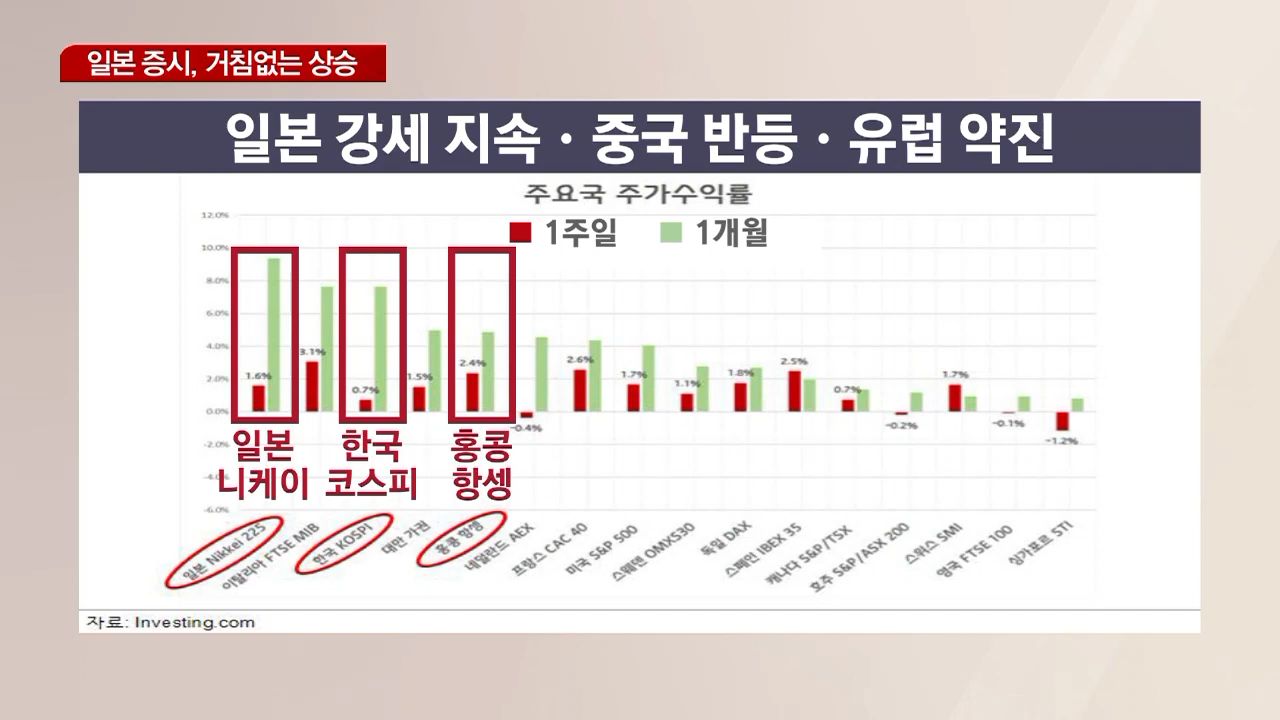 일본 증시, 거침없는 상승
일본 강세 지속 · 중국 반등 · 유럽 약진
주요국 주가수익률
1주일 1개월
12.0%
10.0%
8.0%
6.0%
4.0%
2.0%
0.0%
-2.0%
-4.0%
-6.0%
1.6%
3.1%
0.7%
1.5%
2.4%
-0.4%
2.6%
1.7%
1.1%
1.8%
2.5%
0.7%
-0.2%
1.7%
-0.1%
-1.2%
일본
니케이
한국
코스피
홍콩
항셍
일본 Nikkei 225
이탈리아 FTSE MIB
한국 KOSPI
대만 가권
홍콩 항셍
네덜란드 AEX
프랑스 CAC 40
미국 S&P 500
스웨덴 OMXS30
독일 DAX
스페인 IBEX 35
캐나다 S&P/TSX
호주 S&P/ASX 200
스위스 SMI
영국 FTSE 100
싱가포르 STI
자료: Investing.com